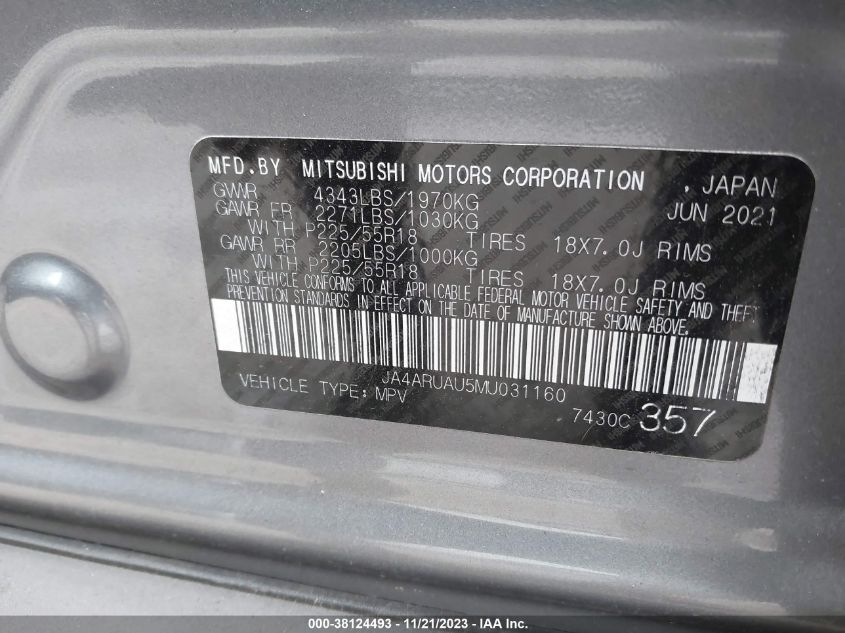 MFD.BY MITSUBISHI MOTORS CORPORATION . JAPAN
GVWR 4343LBS/1970KG JUN 2021
GAWR FR 2271LBS/1030KG
WITH P225/55R18 TIRES 18X7.0J RIMS
GAWR RR 2205LBS/1000KG
WITH P225/55R18 TIRES 18X7.0J RIMS
THIS VEHICLE CONFORMS TO ALL APPLICABLE FEDERAL MOTOR VEHICLE SAFETY AND THEFT
PREVENTION STANDARDS IN EFFECT ON THE DATE OF MANUFACTURE SHOWN ABOVE.
JA4ARUAU5MU031160
VEHICLE TYPE: MPV
7430C 357
000-38124493 - 11/21/2023 - IAA Inc.